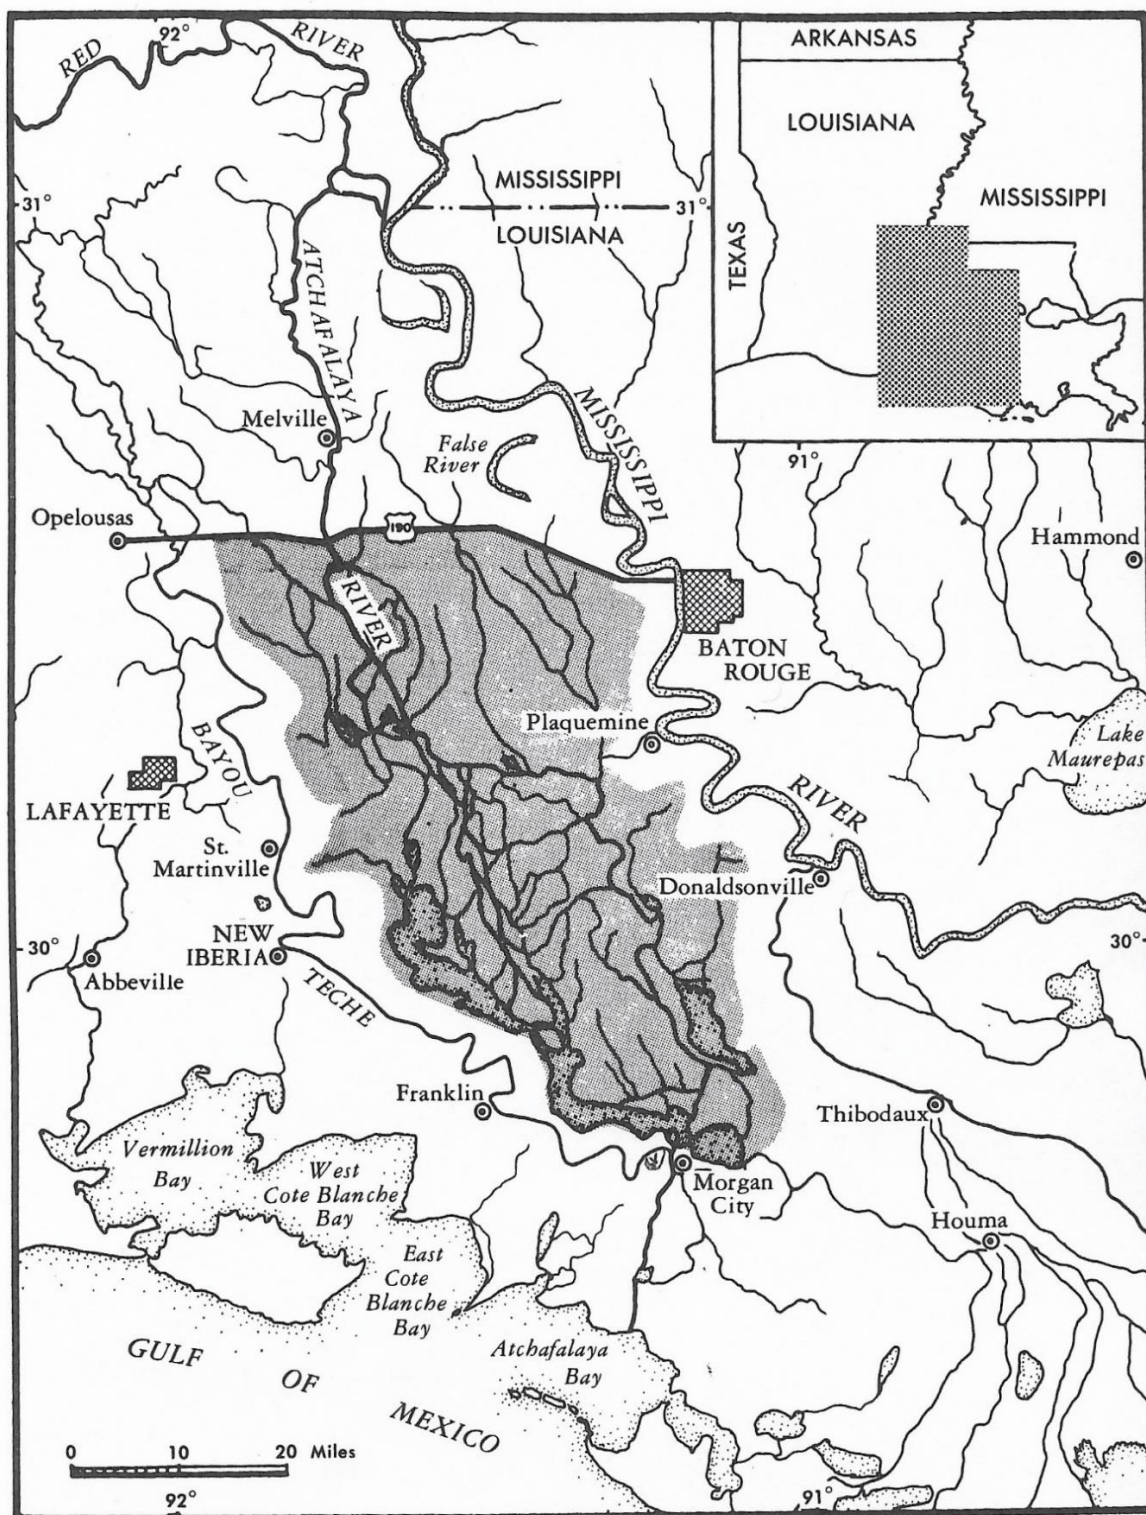 92°
RED
RIVER
ARKANSAS
LOUISIANA
MISSISSIPPI
TEXAS
31°
MISSISSIPPI
LOUISIANA
31°
ATCHAFALAYA
Melville
False
River
MISSISSIPPI
91°
Opelousas
190
Hammond
RIVER
BATON
ROUGE
Plaquemine
Lake
Maurepas
BAYOU
LAFAYETTE
RIVER
St.
Martinville
Donaldsonville
NEW
IBERIA
30°
30°
Abbeville
TECHE
Franklin
Thibodaux
Vermillion
Bay
West
Cote Blanche
Bay
Morgan
City
Houma
East
Cote
Blanche
Bay
Atchafalaya
Bay
GULF
OF
MEXICO
0 10 20 Miles
92°
91°